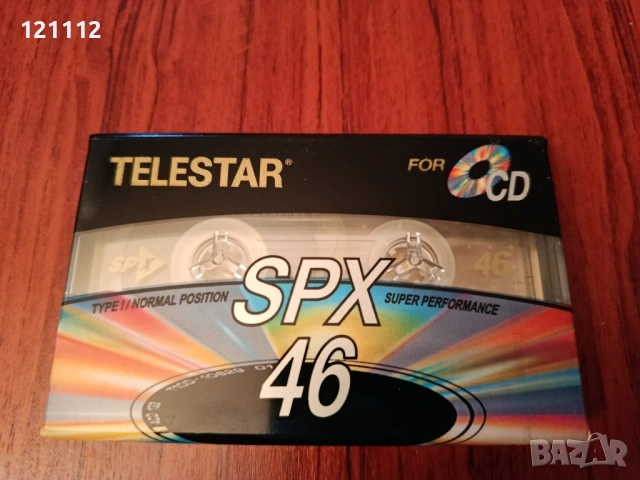 121112
TELESTAR®
FOR CD
SPX 46
TYPE I / NORMAL POSITION SPX SUPER PERFORMANCE
46
BAZAR